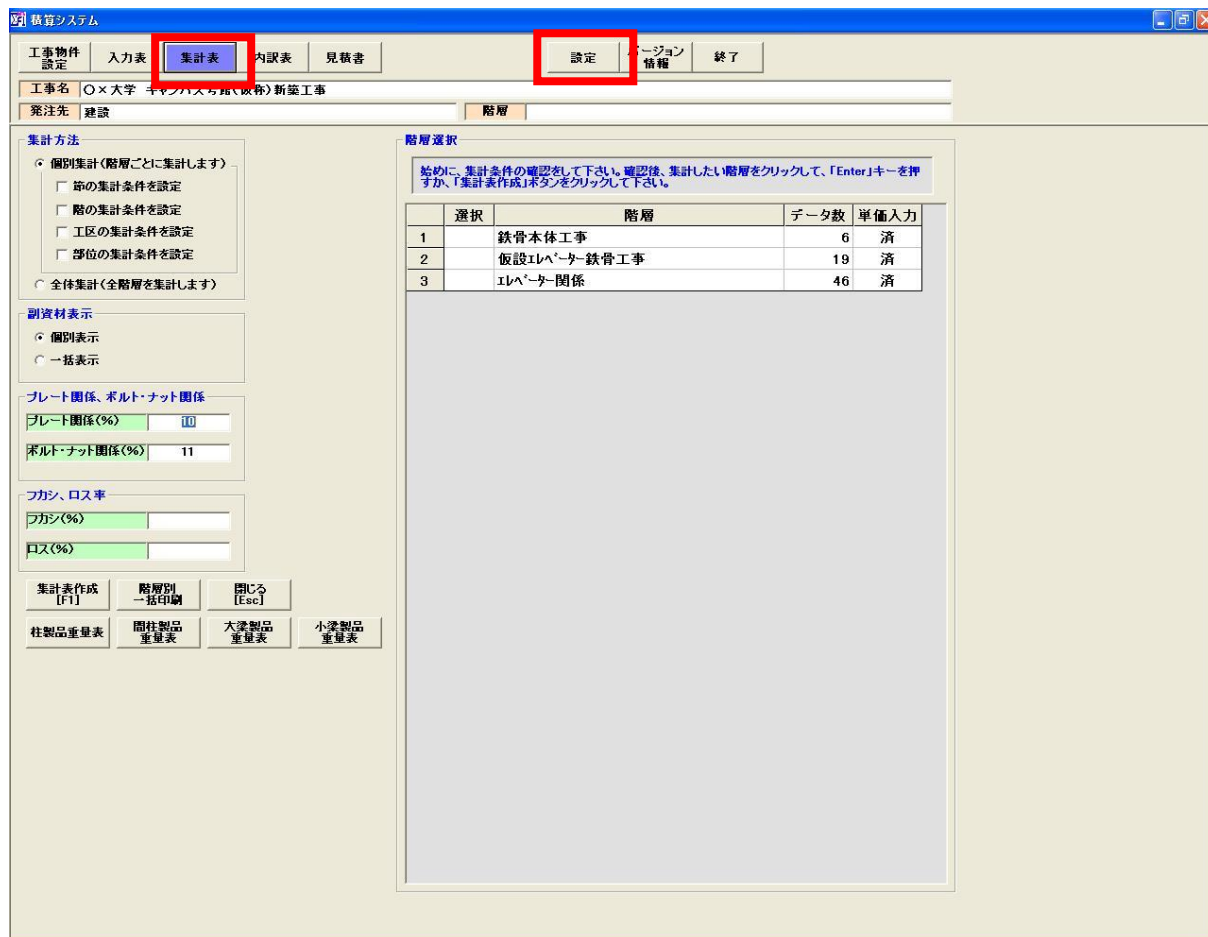 積算システム
工事物件
設定
入力表
集計表
内訳表
見積書
設定
バージョン
情報
終了
工事名 ○×大学 キャンパス号館(仮称)新築工事
発注先 建設
階層
集計方法
個別集計(階層ごとに集計します)
節の集計条件を設定
階の集計条件を設定
工区の集計条件を設定
部位の集計条件を設定
全体集計(全階層を集計します)
副資材表示
個別表示
一括表示
プレート関係、ボルト・ナット関係
プレート関係(%) 10
ボルト・ナット関係(%) 11
フカシ、ロス率
フカシ(%)
ロス(%)
集計表作成
[F1]
階層別
一括印刷
閉じる
[Esc]
柱製品重量表
間柱製品
重量表
大梁製品
重量表
小梁製品
重量表
階層選択
始めに、集計条件の確認をして下さい。確認後、集計したい階層をクリックして、「Enter」キーを押
すか、「集計表作成」ボタンをクリックして下さい。
選択 階層 データ数 単価入力
1 鉄骨本体工事 6 済
2 仮設ｴﾚﾍﾞｰﾀｰ鉄骨工事 19 済
3 ｴﾚﾍﾞｰﾀｰ関係 46 済